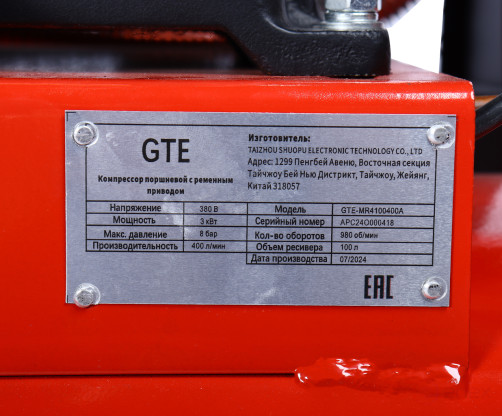 GTE
Компрессор поршневой с ременным
приводом
Изготовитель:
TAIZHOU SHUOPU ELECTRONIC TECHNOLOGY CO., LTD
Адрес: 1299 Пенгбей Авеню, Восточная секция
Тайчжоу Бей Нью Дистрикт, Тайчжоу, Жейянг,
Китай 318057
Напряжение 380 В
Мощность 3 кВт
Макс. давление 8 бар
Производительность 400 л/мин
Модель GTE-MR4100400A
Серийный номер APC24O000418
Кол-во оборотов 980 об/мин
Объем ресивера 100 л
Дата производства 07/2024
EAC